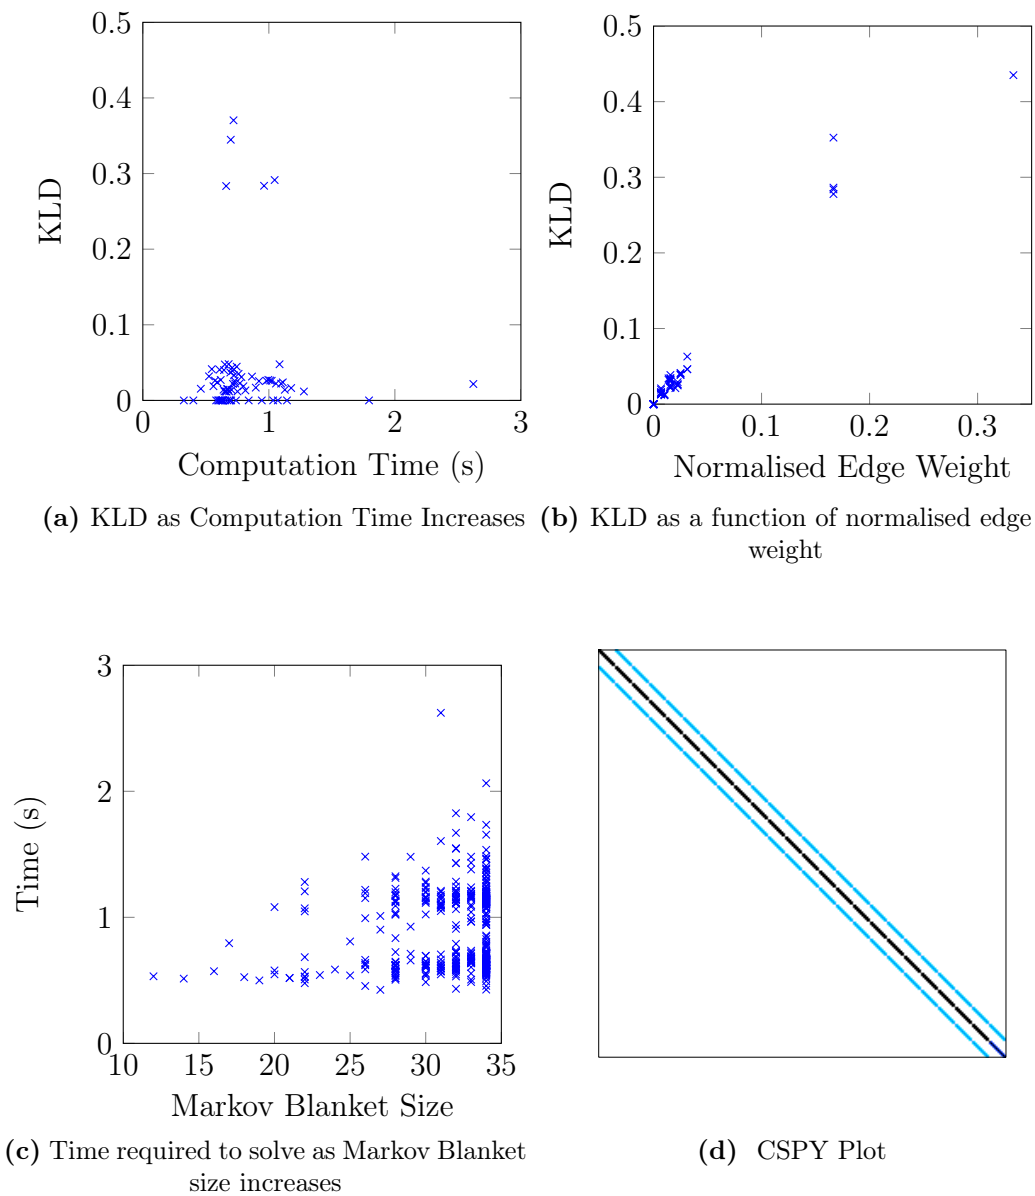 0.5
0.4
0.3
0.2
0.1
0
KLD
0 1 2 3
Computation Time (s)
(a) KLD as Computation Time Increases
0.5
0.4
0.3
0.2
0.1
0
KLD
0 0.1 0.2 0.3
Normalised Edge Weight
(b) KLD as a function of normalised edge
weight
3
2
1
0
Time (s)
10 15 20 25 30 35
Markov Blanket Size
(c) Time required to solve as Markov Blanket
size increases
(d) CSPY Plot